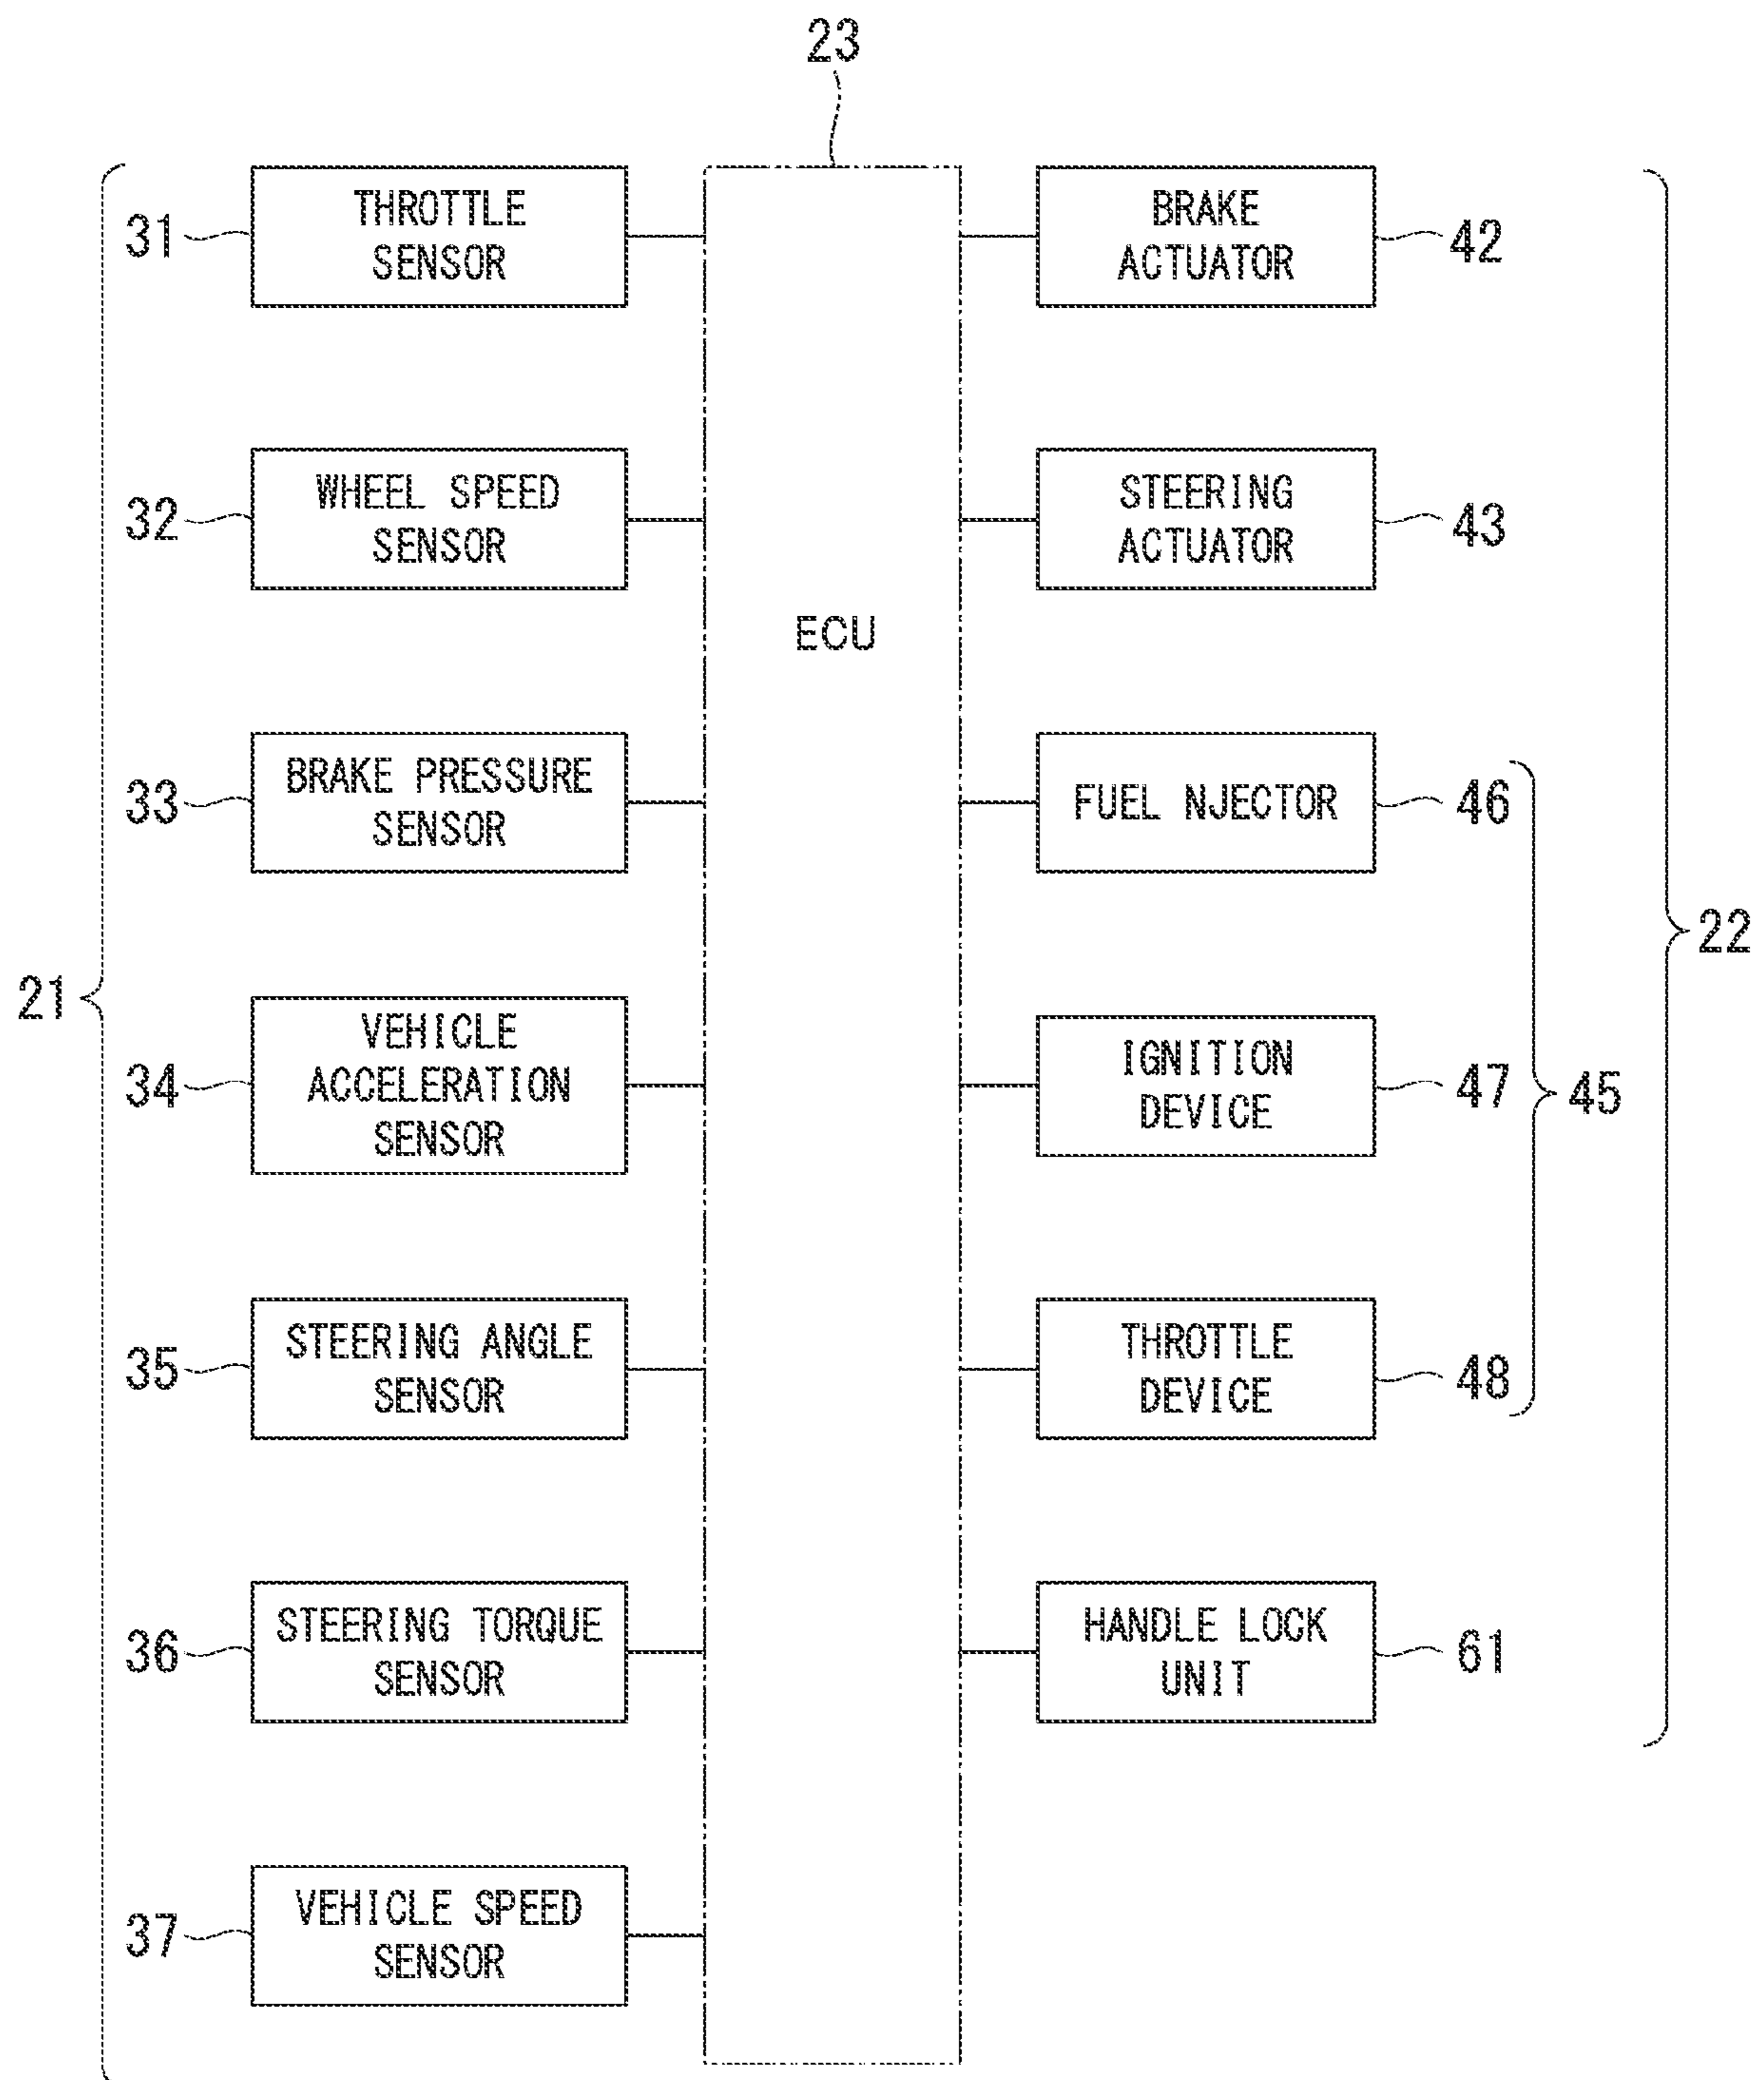 23
31
THROTTLE
SENSOR
BRAKE
ACTUATOR
42
32
WHEEL SPEED
SENSOR
STEERING
ACTUATOR
43
ECU
33
BRAKE PRESSURE
SENSOR
FUEL NJECTOR
46
22
21
34
VEHICLE
ACCELERATION
SENSOR
IGNITION
DEVICE
47
45
35
STEERING ANGLE
SENSOR
THROTTLE
DEVICE
48
36
STEERING TORQUE
SENSOR
HANDLE LOCK
UNIT
61
37
VEHICLE SPEED
SENSOR